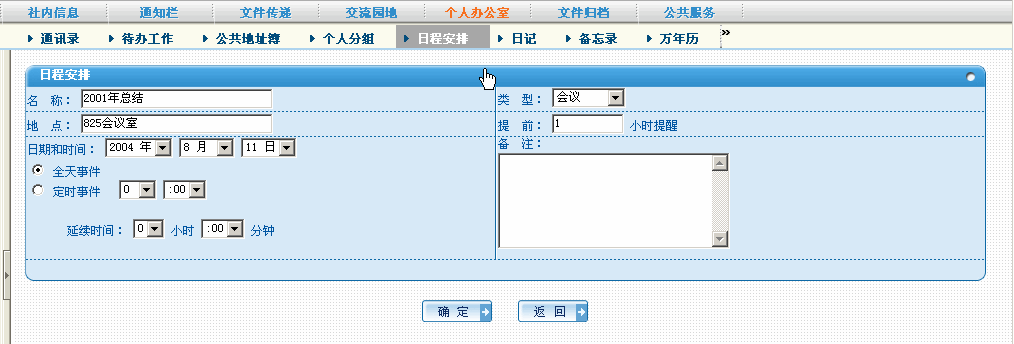 社内信息 通知栏 文件传递 交流园地 个人办公室 文件归档 公共服务
通讯录 待办工作 公共地址簿 个人分组 日程安排 日记 备忘录 万年历 »
日程安排
名 称： 2001年总结 类 型： 会议
地 点： 825会议室 提 前： 1 小时提醒
日期和时间： 2004 年 8 月 11 日 备 注：
全天事件
定时事件 0 :00
延续时间： 0 小时 :00 分钟
确 定 返 回